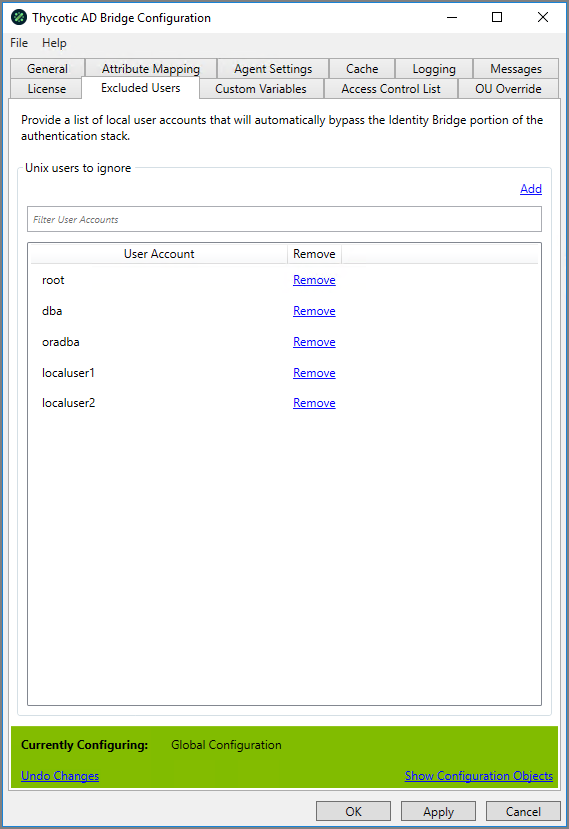 Thycotic AD Bridge Configuration
File Help
General Attribute Mapping Agent Settings Cache Logging Messages
License Excluded Users Custom Variables Access Control List OU Override
Provide a list of local user accounts that will automatically bypass the Identity Bridge portion of the
authentication stack.
Unix users to ignore
Add
Filter User Accounts
User Account Remove
root Remove
dba Remove
oradba Remove
localuser1 Remove
localuser2 Remove
Currently Configuring: Global Configuration
Undo Changes Show Configuration Objects
OK Apply Cancel